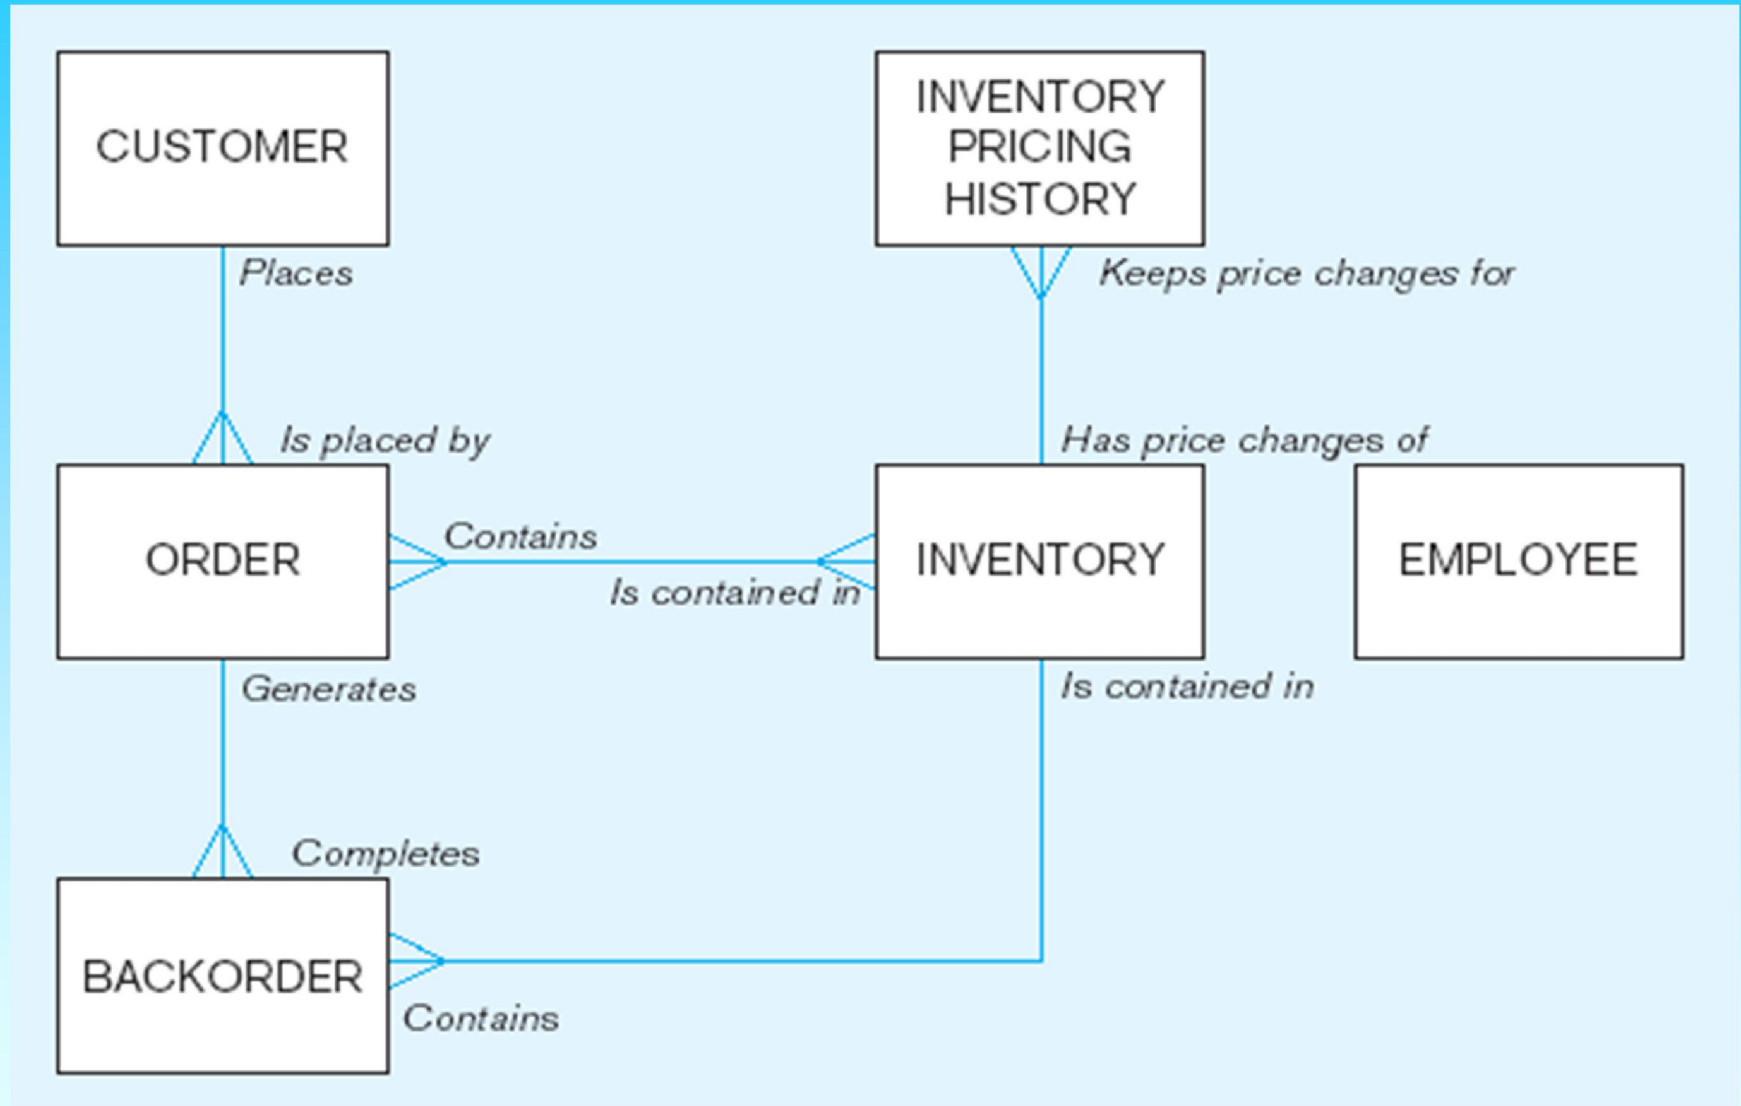 CUSTOMER
INVENTORY
PRICING
HISTORY
Places
Keeps price changes for
Is placed by
Has price changes of
ORDER
Contains
Is contained in
INVENTORY
EMPLOYEE
Generates
Is contained in
Completes
BACKORDER
Contains